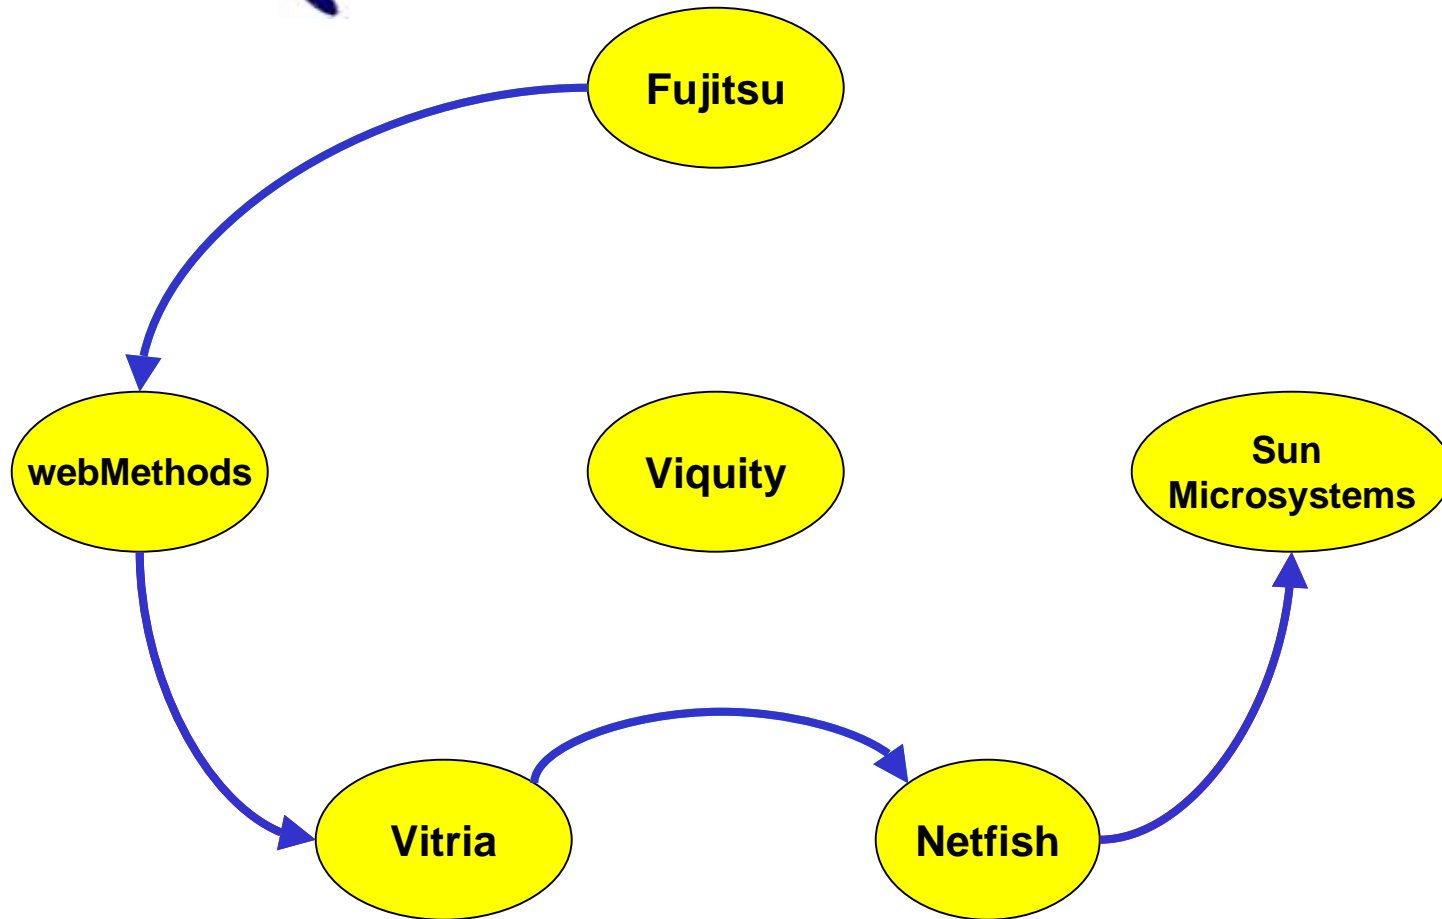 Fujitsu
webMethods
Viquity
Sun
Microsystems
Vitria
Netfish